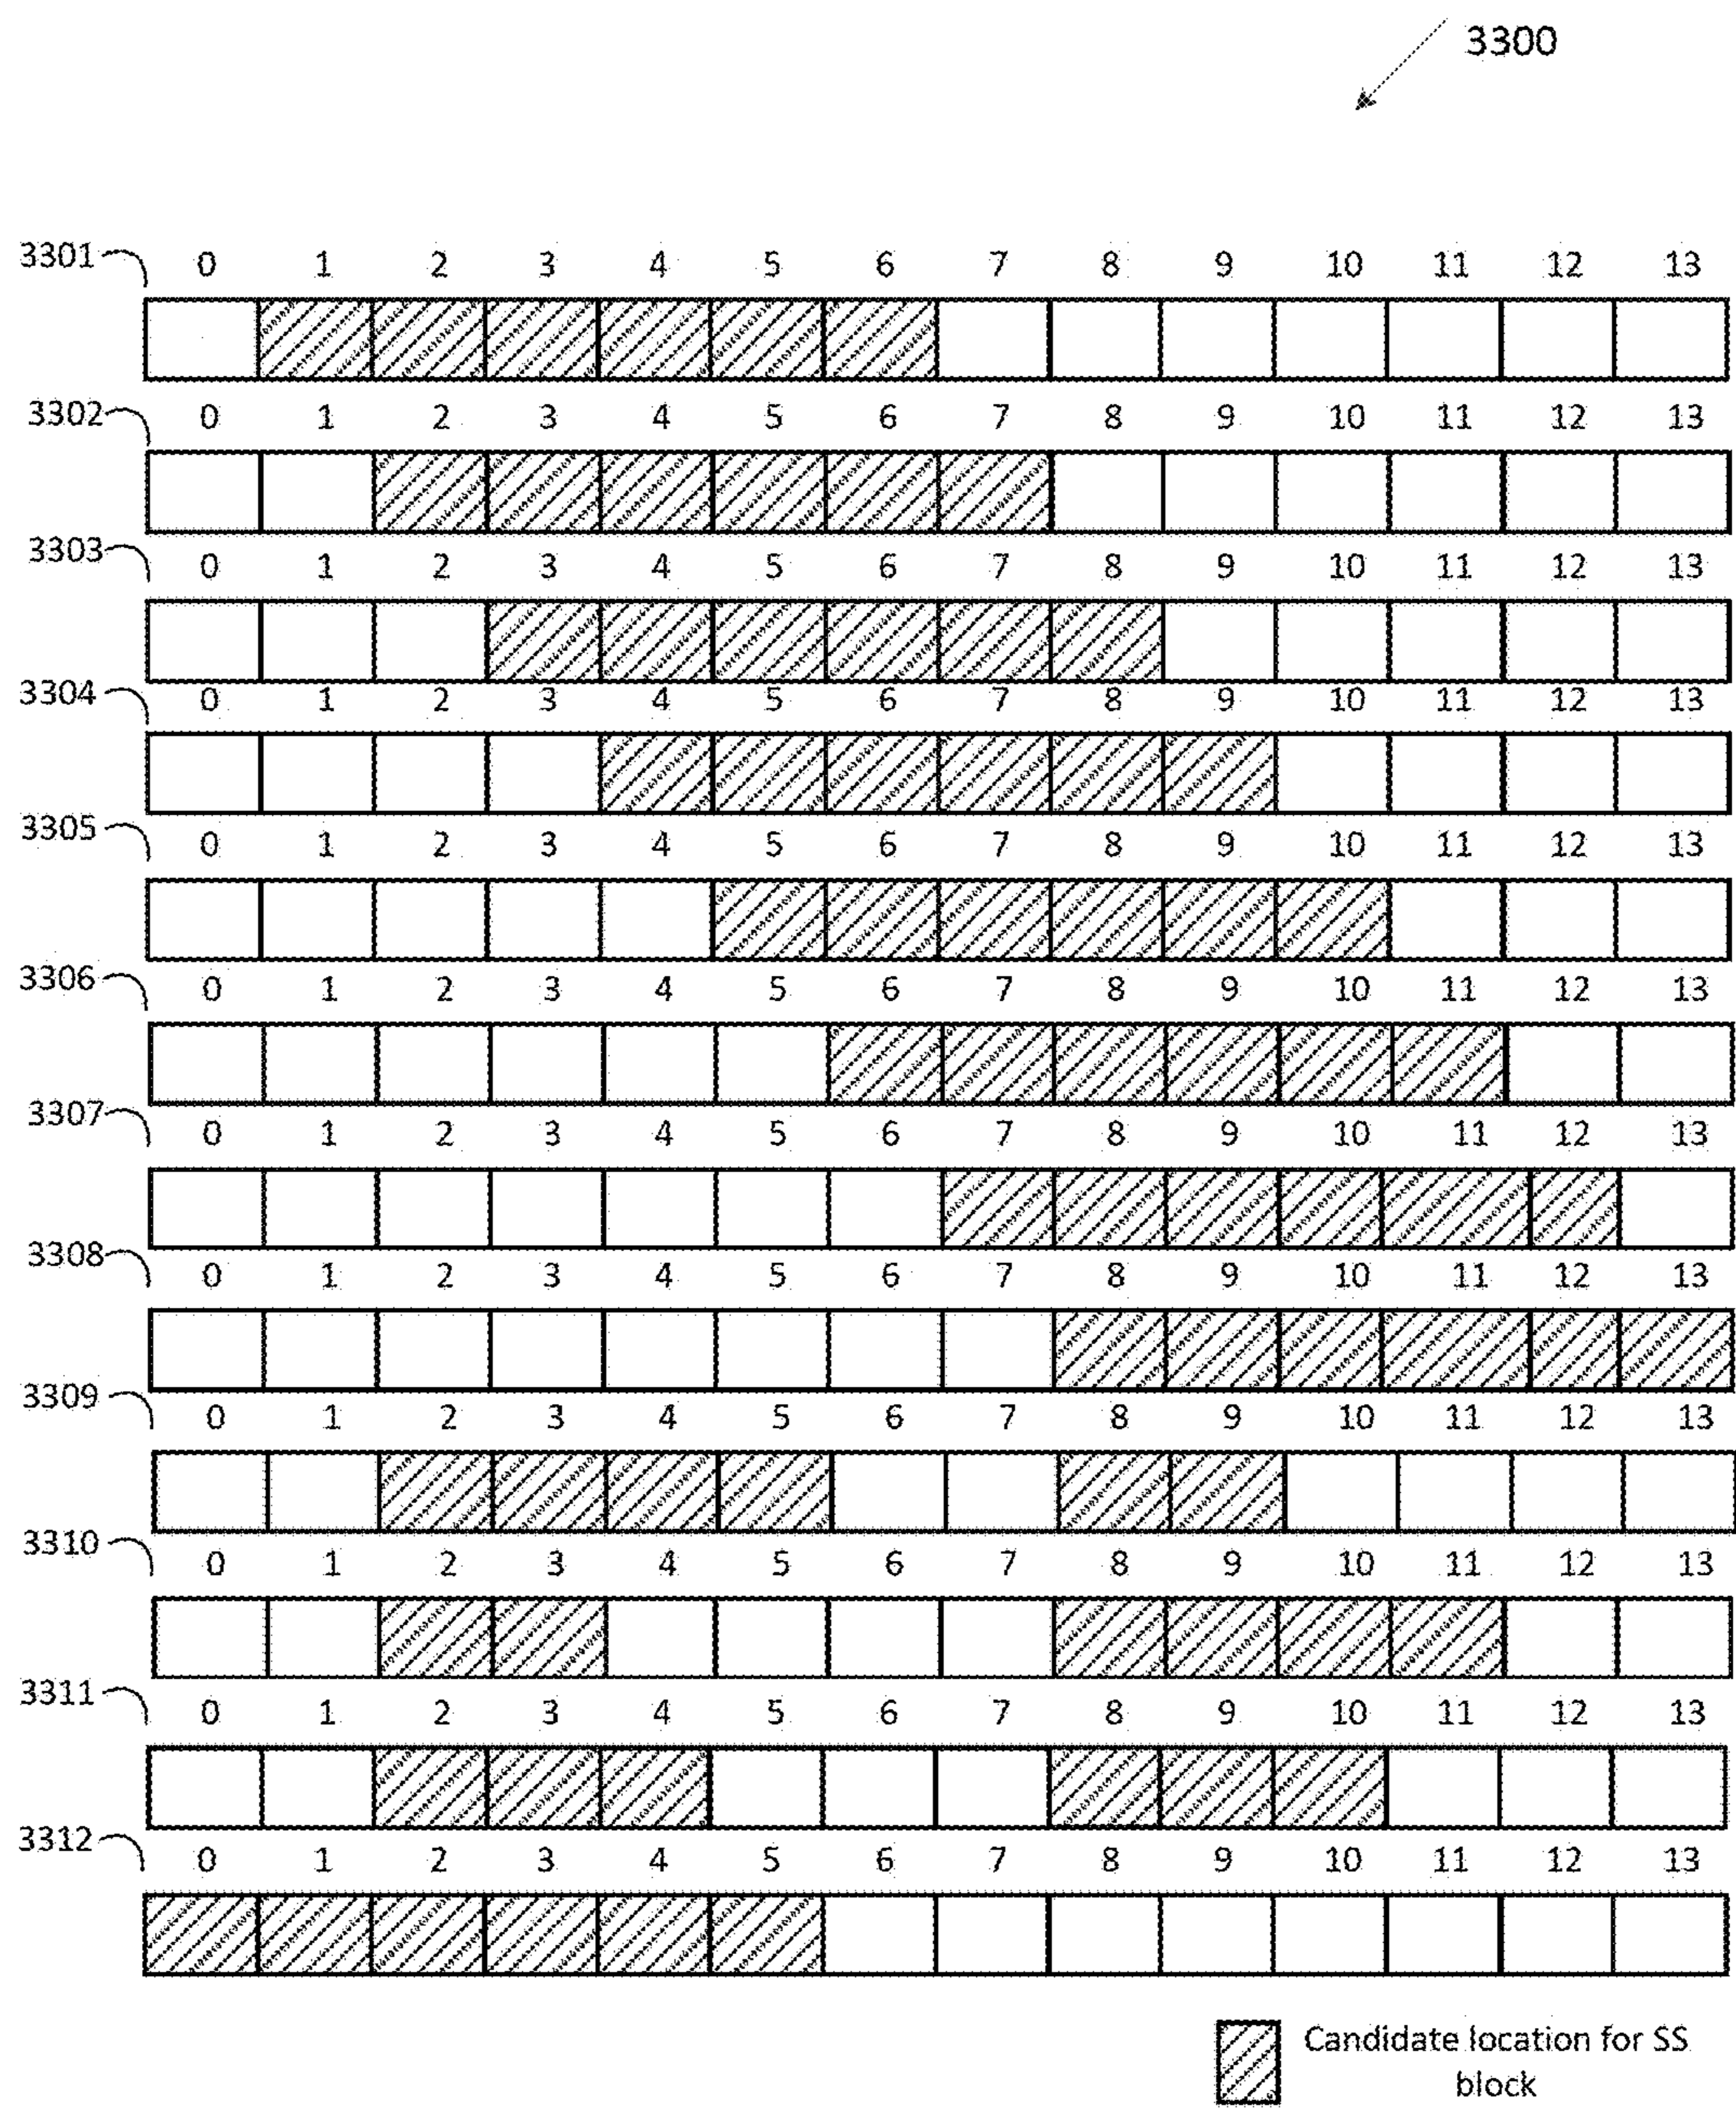 3300
3301 0 1 2 3 4 5 6 7 8 9 10 11 12 13
3302 0 1 2 3 4 5 6 7 8 9 10 11 12 13
3303 0 1 2 3 4 5 6 7 8 9 10 11 12 13
3304 0 1 2 3 4 5 6 7 8 9 10 11 12 13
3305 0 1 2 3 4 5 6 7 8 9 10 11 12 13
3306 0 1 2 3 4 5 6 7 8 9 10 11 12 13
3307 0 1 2 3 4 5 6 7 8 9 10 11 12 13
3308 0 1 2 3 4 5 6 7 8 9 10 11 12 13
3309 0 1 2 3 4 5 6 7 8 9 10 11 12 13
3310 0 1 2 3 4 5 6 7 8 9 10 11 12 13
3311 0 1 2 3 4 5 6 7 8 9 10 11 12 13
3312 0 1 2 3 4 5 6 7 8 9 10 11 12 13
Candidate location for SS
block